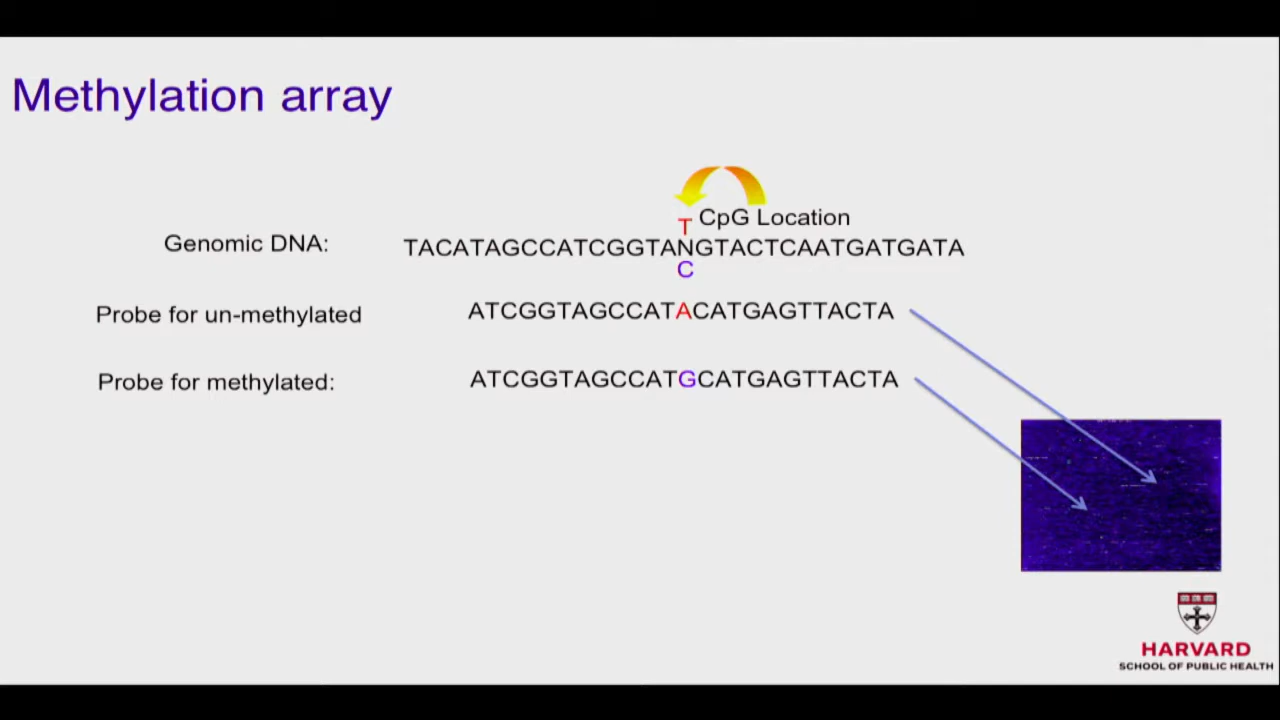 Methylation array
T
CpG Location
Genomic DNA: TACATAGCCATCGGTANGTACTCAATGATGATA
C
Probe for un-methylated ATCGGTAGCCATACATGAGTTACTA
Probe for methylated: ATCGGTAGCCATGCATGAGTTACTA
HARVARD
SCHOOL OF PUBLIC HEALTH